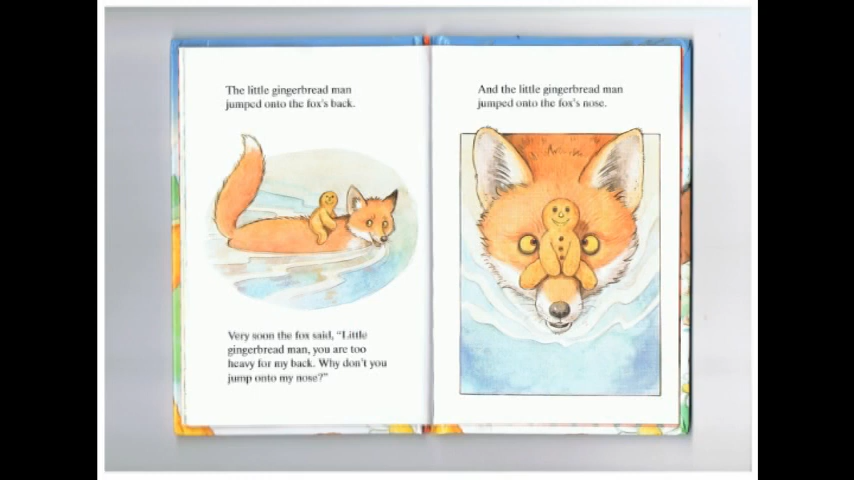 The little gingerbread man
jumped onto the fox's back.
Very soon the fox said, "Little
gingerbread man, you are too
heavy for my back. Why don't you
jump onto my nose?"
And the little gingerbread man
jumped onto the fox's nose.